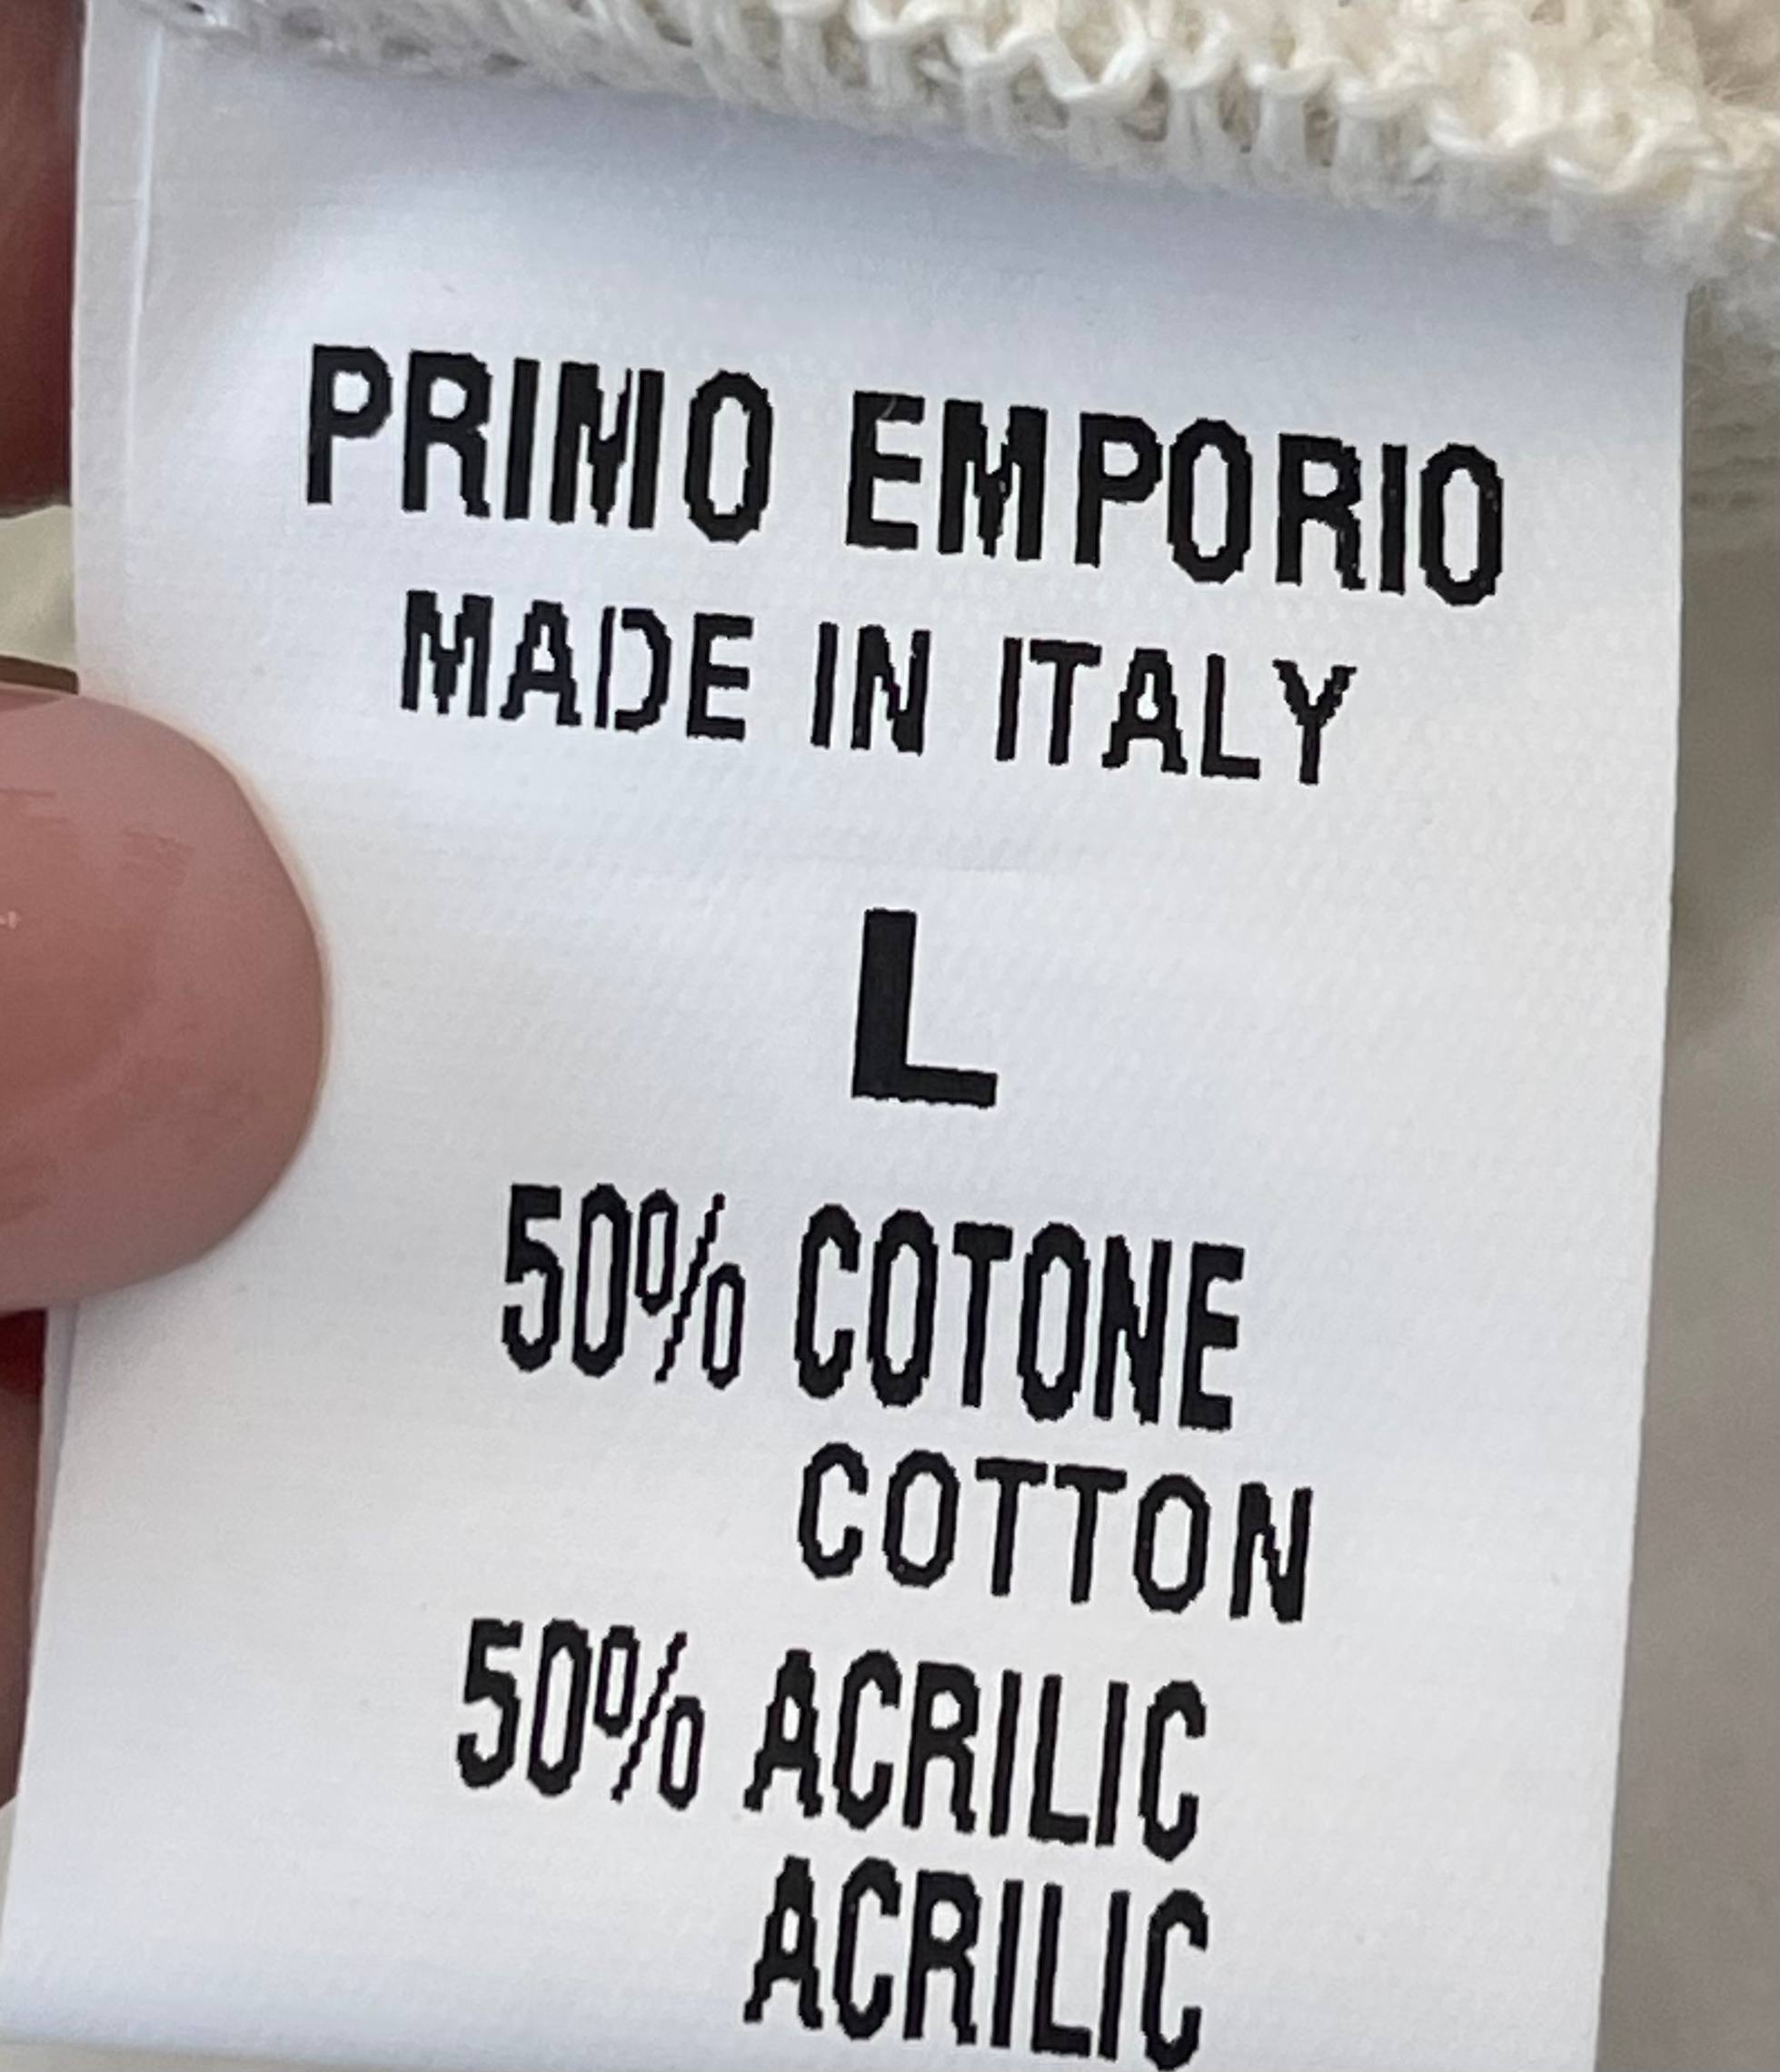 PRIMO EMPORIO
MADE IN ITALY
L
50% COTONE
COTTON
50% ACRILIC
ACRILIC